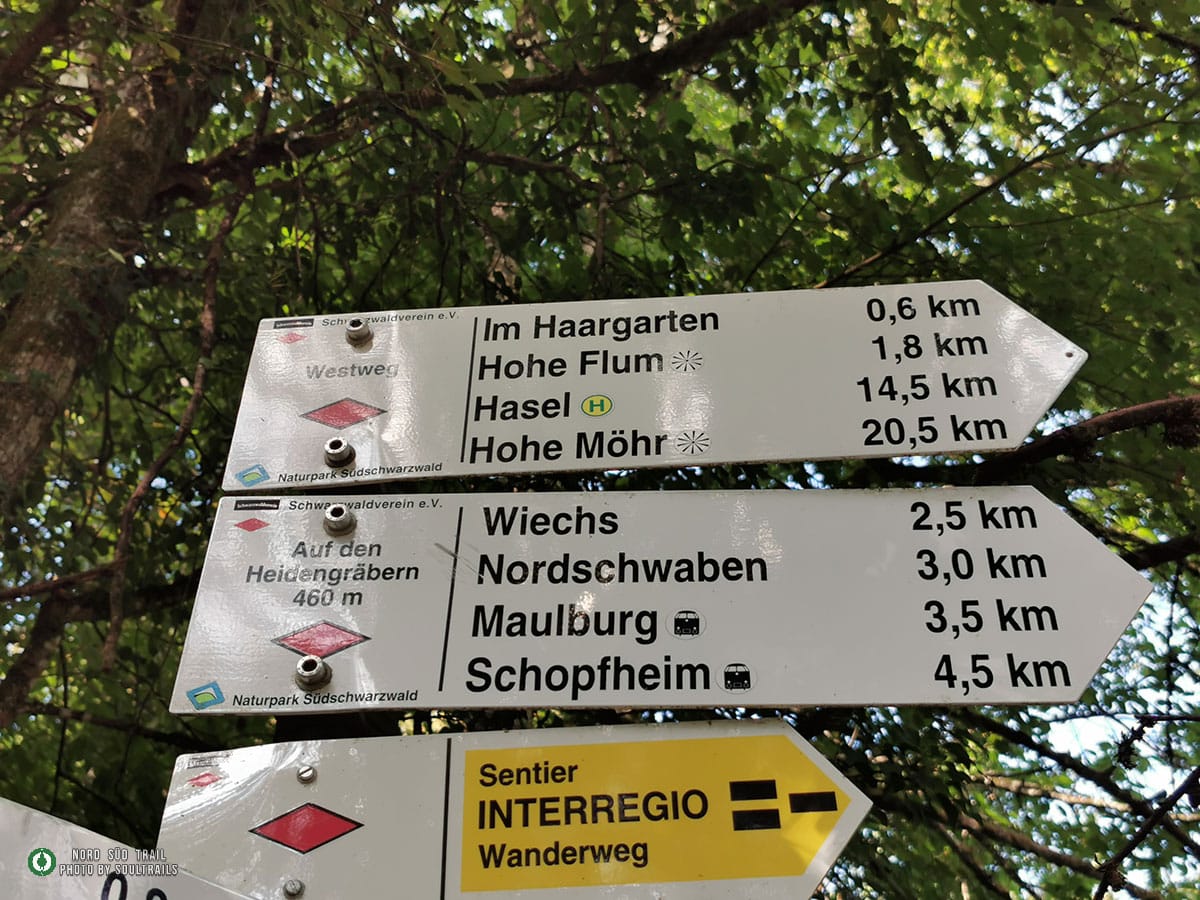 Schwarzwaldverein e.V.
Westweg
Naturpark Südschwarzwald
Im Haargarten 0,6 km
Hohe Flum 1,8 km
Hasel H 14,5 km
Hohe Möhr 20,5 km
Schwarzwaldverein e.V.
Auf den
Heidengräbern
460 m
Naturpark Südschwarzwald
Wiechs 2,5 km
Nordschwaben 3,0 km
Maulburg 3,5 km
Schopfheim 4,5 km
Sentier
INTERREGIO
Wanderweg
NORD SÜD TRAIL
PHOTO BY SOULTRAILS